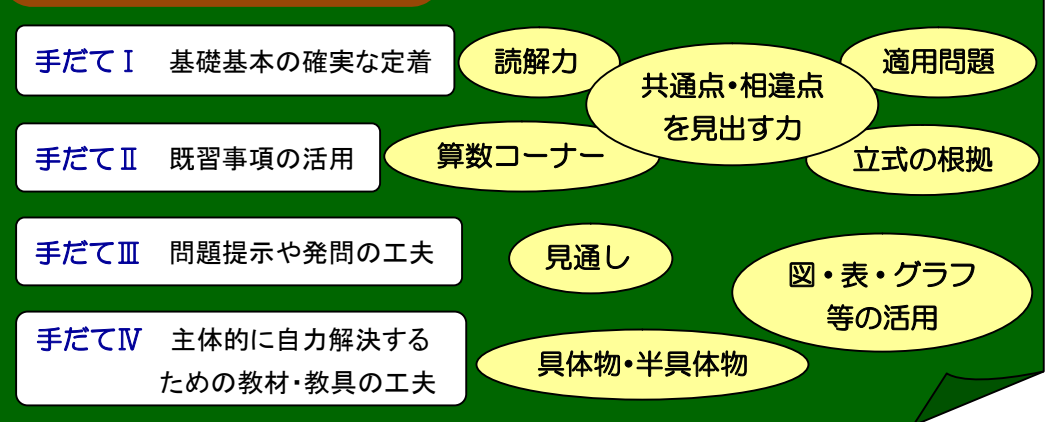 手だてⅠ 基礎基本の確実な定着
読解力
共通点・相違点
を見出す力
適用問題
手だてⅡ 既習事項の活用
算数コーナー
立式の根拠
手だてⅢ 問題提示や発問の工夫
見通し
図・表・グラフ
等の活用
手だてⅣ 主体的に自力解決する
ための教材・教具の工夫
具体物・半具体物